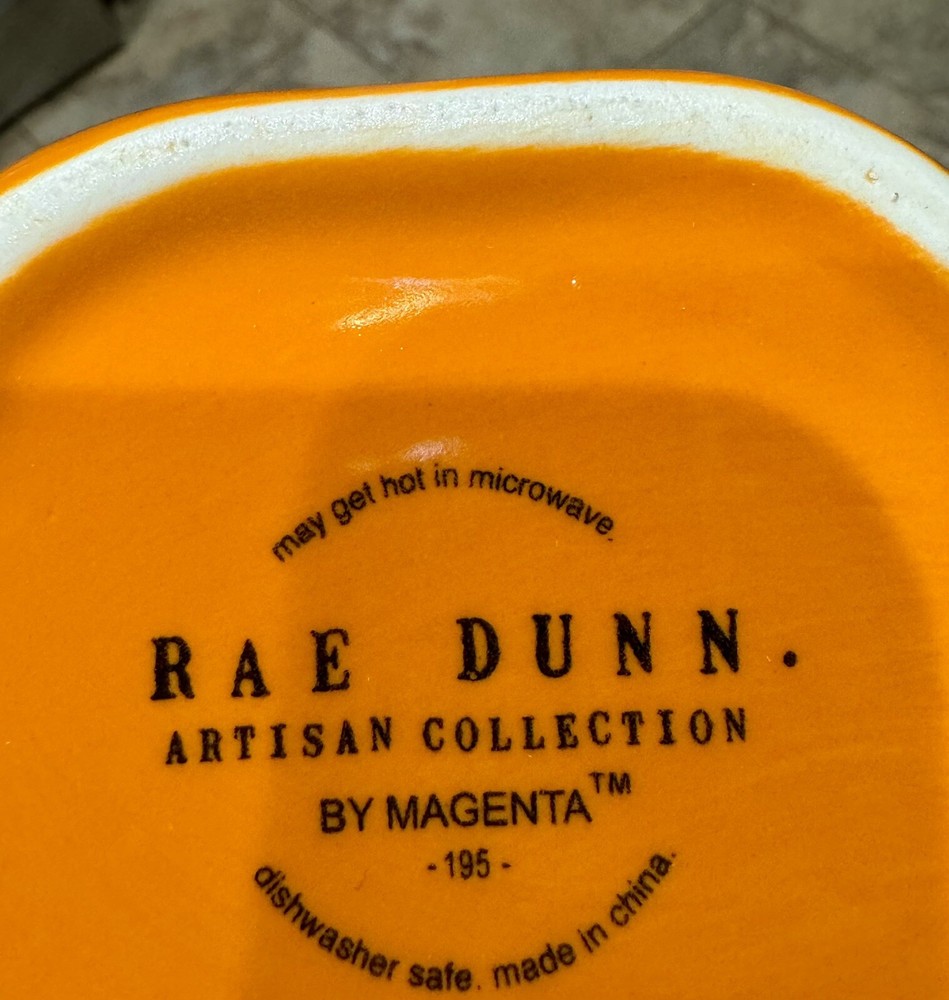 may get hot in microwave.
RAE DUNN.
ARTISAN COLLECTION
BY MAGENTA™
-195-
dishwasher safe. made in china.